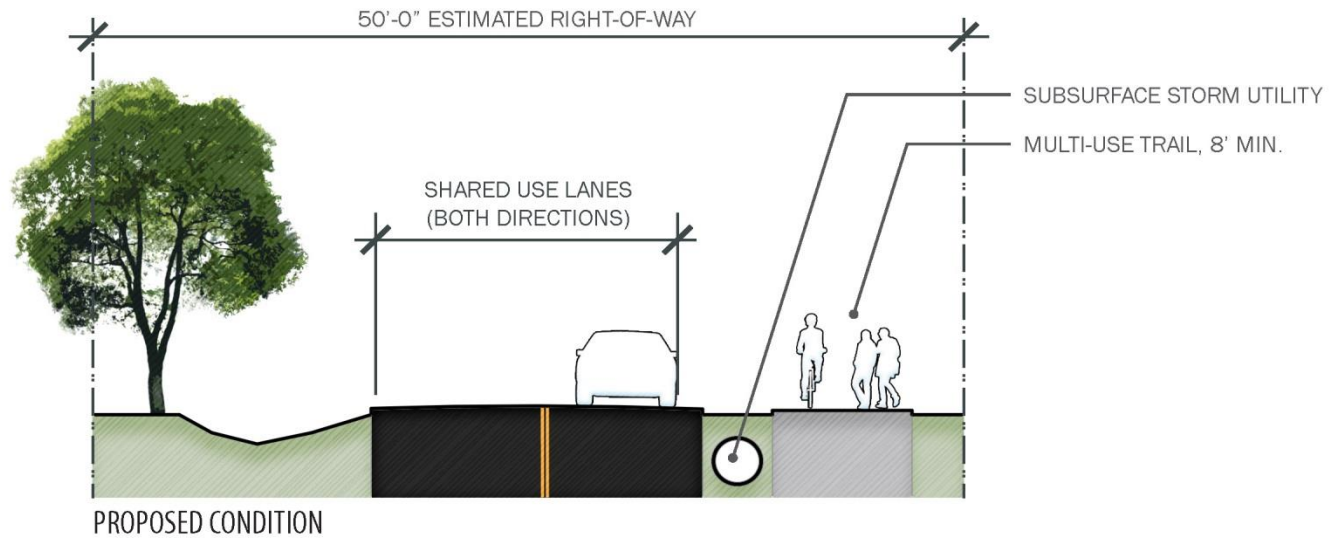 50'-0" ESTIMATED RIGHT-OF-WAY
SUBSURFACE STORM UTILITY
MULTI-USE TRAIL, 8' MIN.
SHARED USE LANES
(BOTH DIRECTIONS)
PROPOSED CONDITION